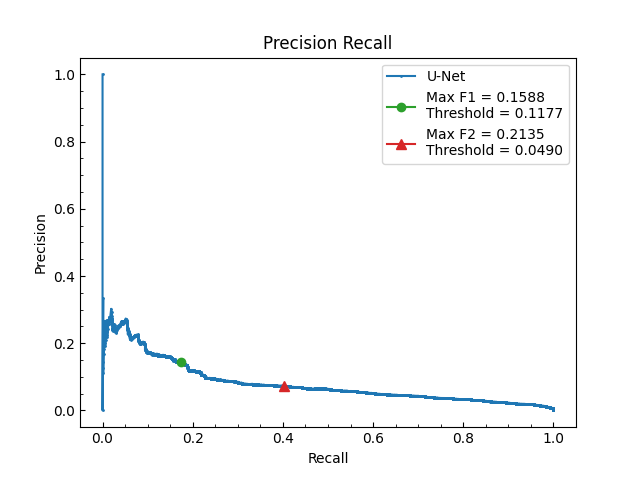 Precision Recall
1.0
0.8
0.6
0.4
0.2
0.0
Precision
U-Net
Max F1 = 0.1588
Threshold = 0.1177
Max F2 = 0.2135
Threshold = 0.0490
0.0 0.2 0.4 0.6 0.8 1.0
Recall